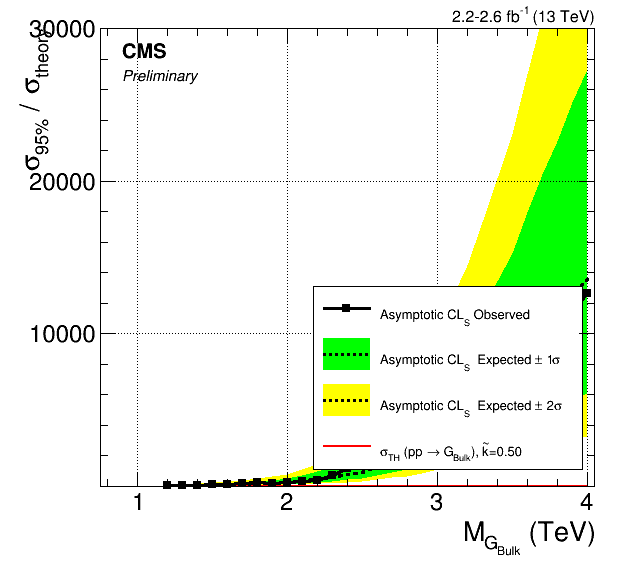 2.2-2.6 fb⁻¹ (13 TeV)
CMS
Preliminary
σ95% / σtheory
30000
20000
10000
Asymptotic CLS Observed
Asymptotic CLS Expected ± 1σ
Asymptotic CLS Expected ± 2σ
σTH (pp → GBulk), k̃=0.50
1 2 3 4
MGBulk (TeV)